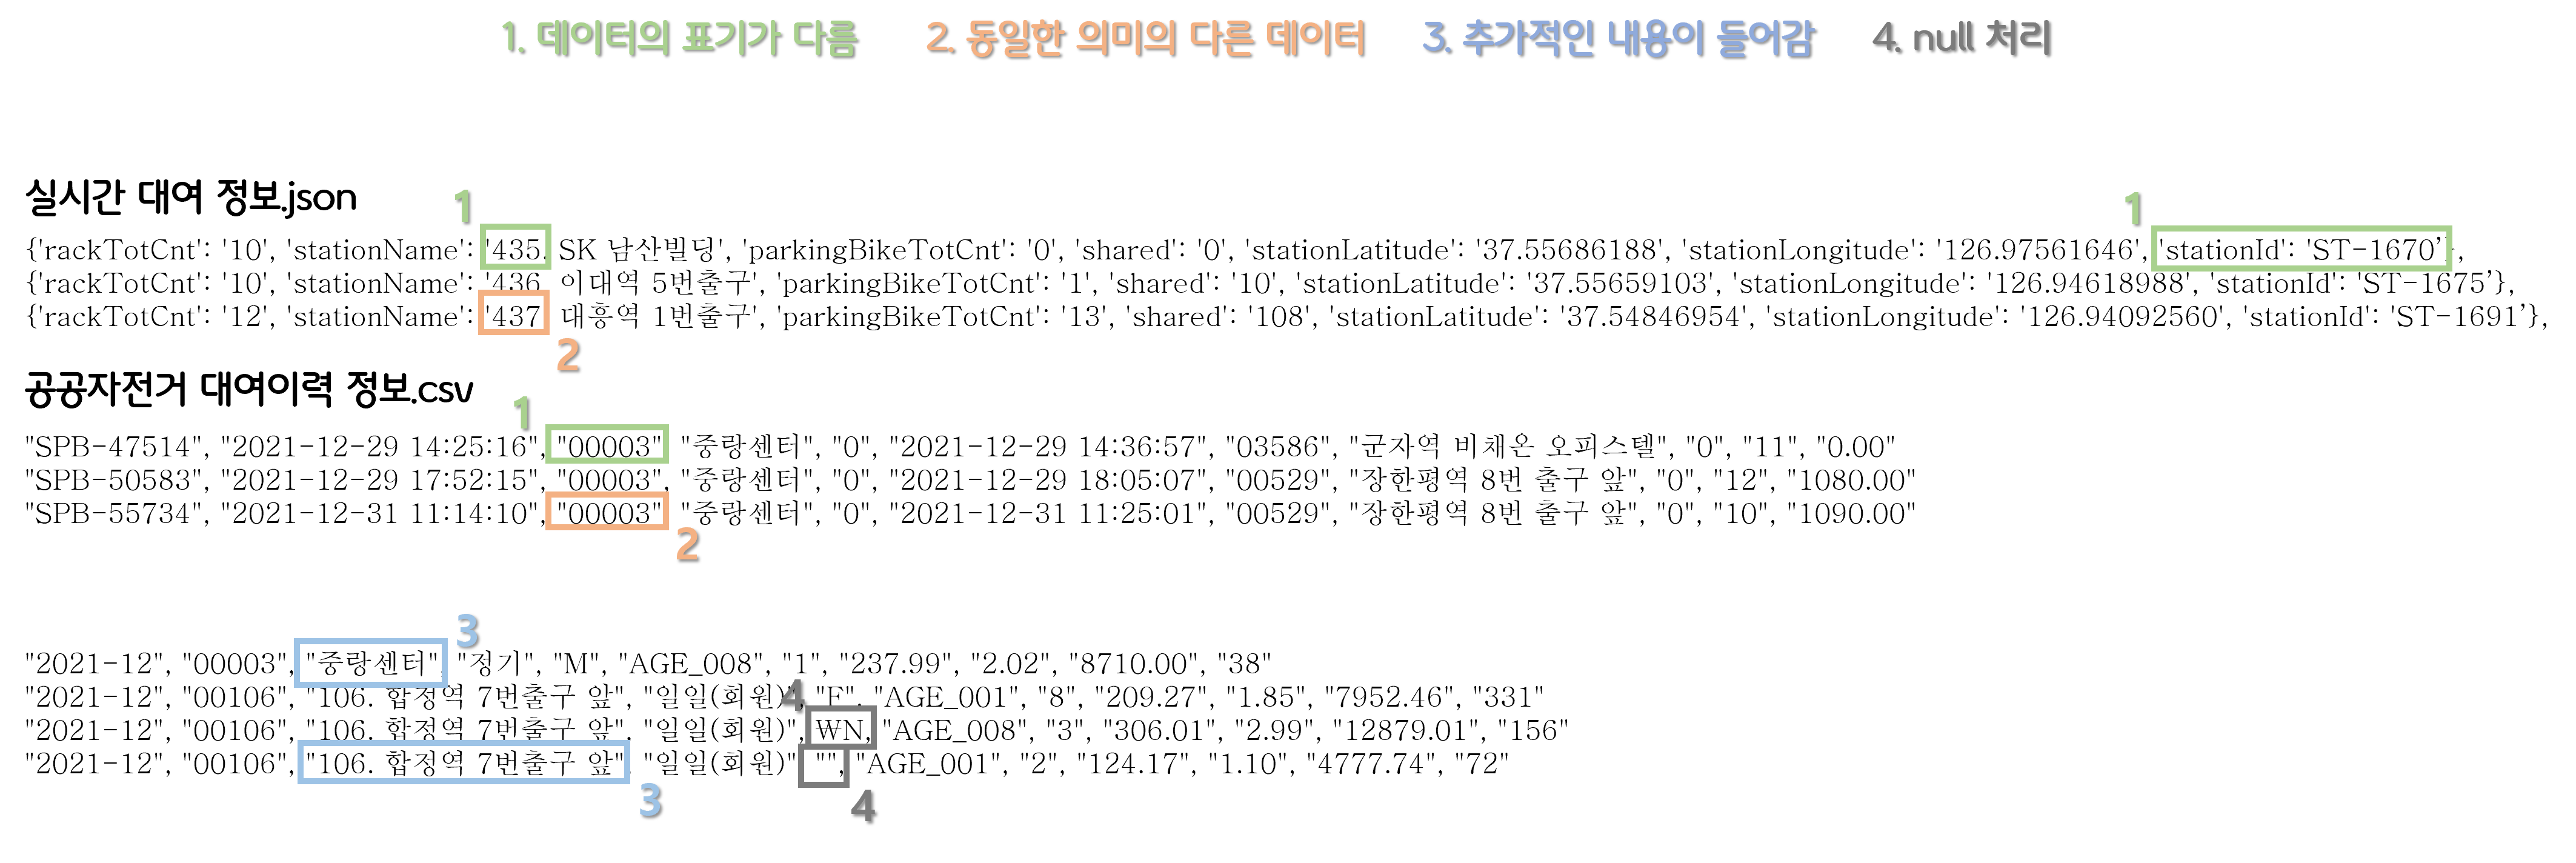 1. 데이터의 표기가 다름 2. 동일한 의미의 다른 데이터 3. 추가적인 내용이 들어감 4. null 처리
실시간 대여 정보.json
1 1
{'rackTotCnt': '10', 'stationName': '435. SK 남산빌딩', 'parkingBikeTotCnt': '0', 'shared': '0', 'stationLatitude': '37.55686188', 'stationLongitude': '126.97561646', 'stationId': 'ST-1670’},
{'rackTotCnt': '10', 'stationName': '436. 이대역 5번출구', 'parkingBikeTotCnt': '1', 'shared': '10', 'stationLatitude': '37.55659103', 'stationLongitude': '126.94618988', 'stationId': 'ST-1675’},
{'rackTotCnt': '12', 'stationName': '437. 대흥역 1번출구', 'parkingBikeTotCnt': '13', 'shared': '108', 'stationLatitude': '37.54846954', 'stationLongitude': '126.94092560', 'stationId': 'ST-1691’},
2
공공자전거 대여이력 정보.csv
1
"SPB-47514", "2021-12-29 14:25:16", "00003", "중랑센터", "0", "2021-12-29 14:36:57", "03586", "군자역 비채온 오피스텔", "0", "11", "0.00"
"SPB-50583", "2021-12-29 17:52:15", "00003", "중랑센터", "0", "2021-12-29 18:05:07", "00529", "장한평역 8번 출구 앞", "0", "12", "1080.00"
"SPB-55734", "2021-12-31 11:14:10", "00003", "중랑센터", "0", "2021-12-31 11:25:01", "00529", "장한평역 8번 출구 앞", "0", "10", "1090.00"
2
3
"2021-12", "00003", "중랑센터", "정기", "M", "AGE_008", "1", "237.99", "2.02", "8710.00", "38"
"2021-12", "00106", "106. 합정역 7번출구 앞", "일일(회원)", "F", "AGE_001", "8", "209.27", "1.85", "7952.46", "331"
4
"2021-12", "00106", "106. 합정역 7번출구 앞", "일일(회원)", ₩N, "AGE_008", "3", "306.01", "2.99", "12879.01", "156"
"2021-12", "00106", "106. 합정역 7번출구 앞", "일일(회원)", "", "AGE_001", "2", "124.17", "1.10", "4777.74", "72"
3 4